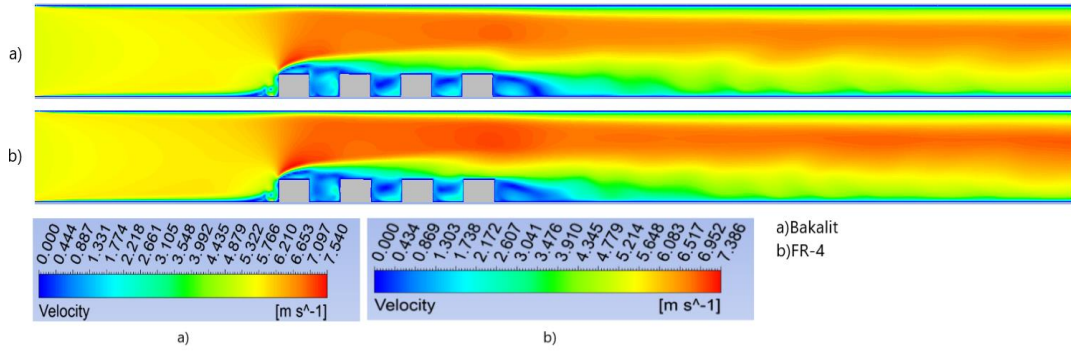 a)
b)
0.000 0.444 0.887 1.331 1.774 2.218 2.661 3.105 3.548 3.992 4.435 4.879 5.322 5.766 6.210 6.653 7.097 7.540
Velocity [m s^-1]
a)
0.000 0.434 0.869 1.303 1.738 2.172 2.607 3.041 3.476 3.910 4.345 4.779 5.214 5.648 6.083 6.517 6.952 7.386
Velocity [m s^-1]
b)
a)Bakalit
b)FR-4